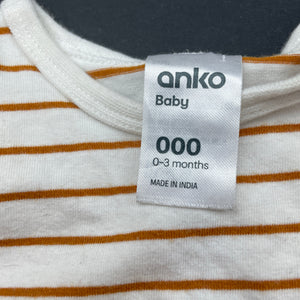 anko
Baby
000
0-3 months
MADE IN INDIA